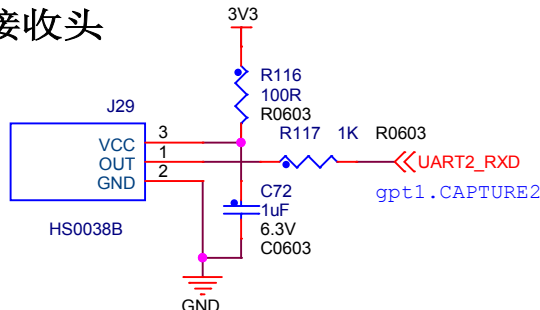 接收头
3V3
R116
100R
R0603
J29
R117 1K R0603
VCC 3
OUT 1
GND 2
UART2_RXD
gpt1.CAPTURE2
C72
1uF
6.3V
C0603
HS0038B
GND